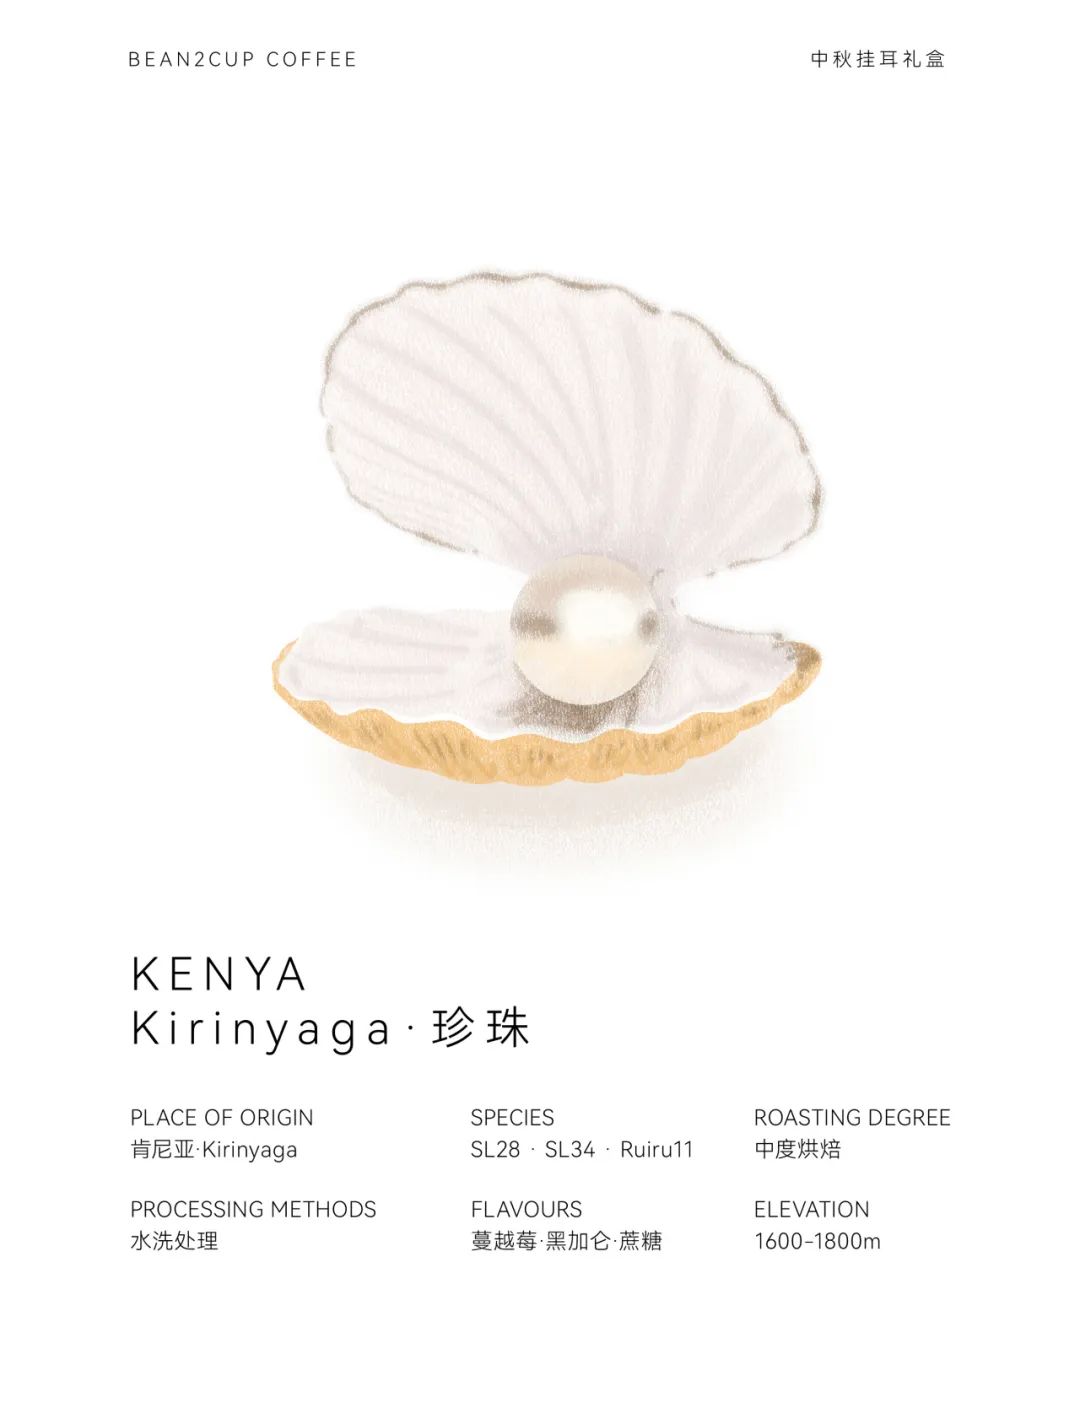 BEAN2CUP COFFEE
中秋挂耳礼盒
KENYA
Kirinyaga·珍珠
PLACE OF ORIGIN
肯尼亚·Kirinyaga
SPECIES
SL28 · SL34 · Ruiru11
ROASTING DEGREE
中度烘焙
PROCESSING METHODS
水洗处理
FLAVOURS
蔓越莓·黑加仑·蔗糖
ELEVATION
1600-1800m